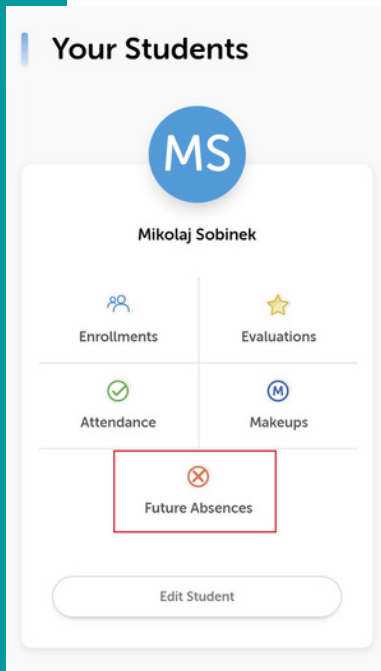 Your Students
MS
Mikolaj Sobinek
Enrollments
Evaluations
Attendance
M
Makeups
Future Absences
Edit Student